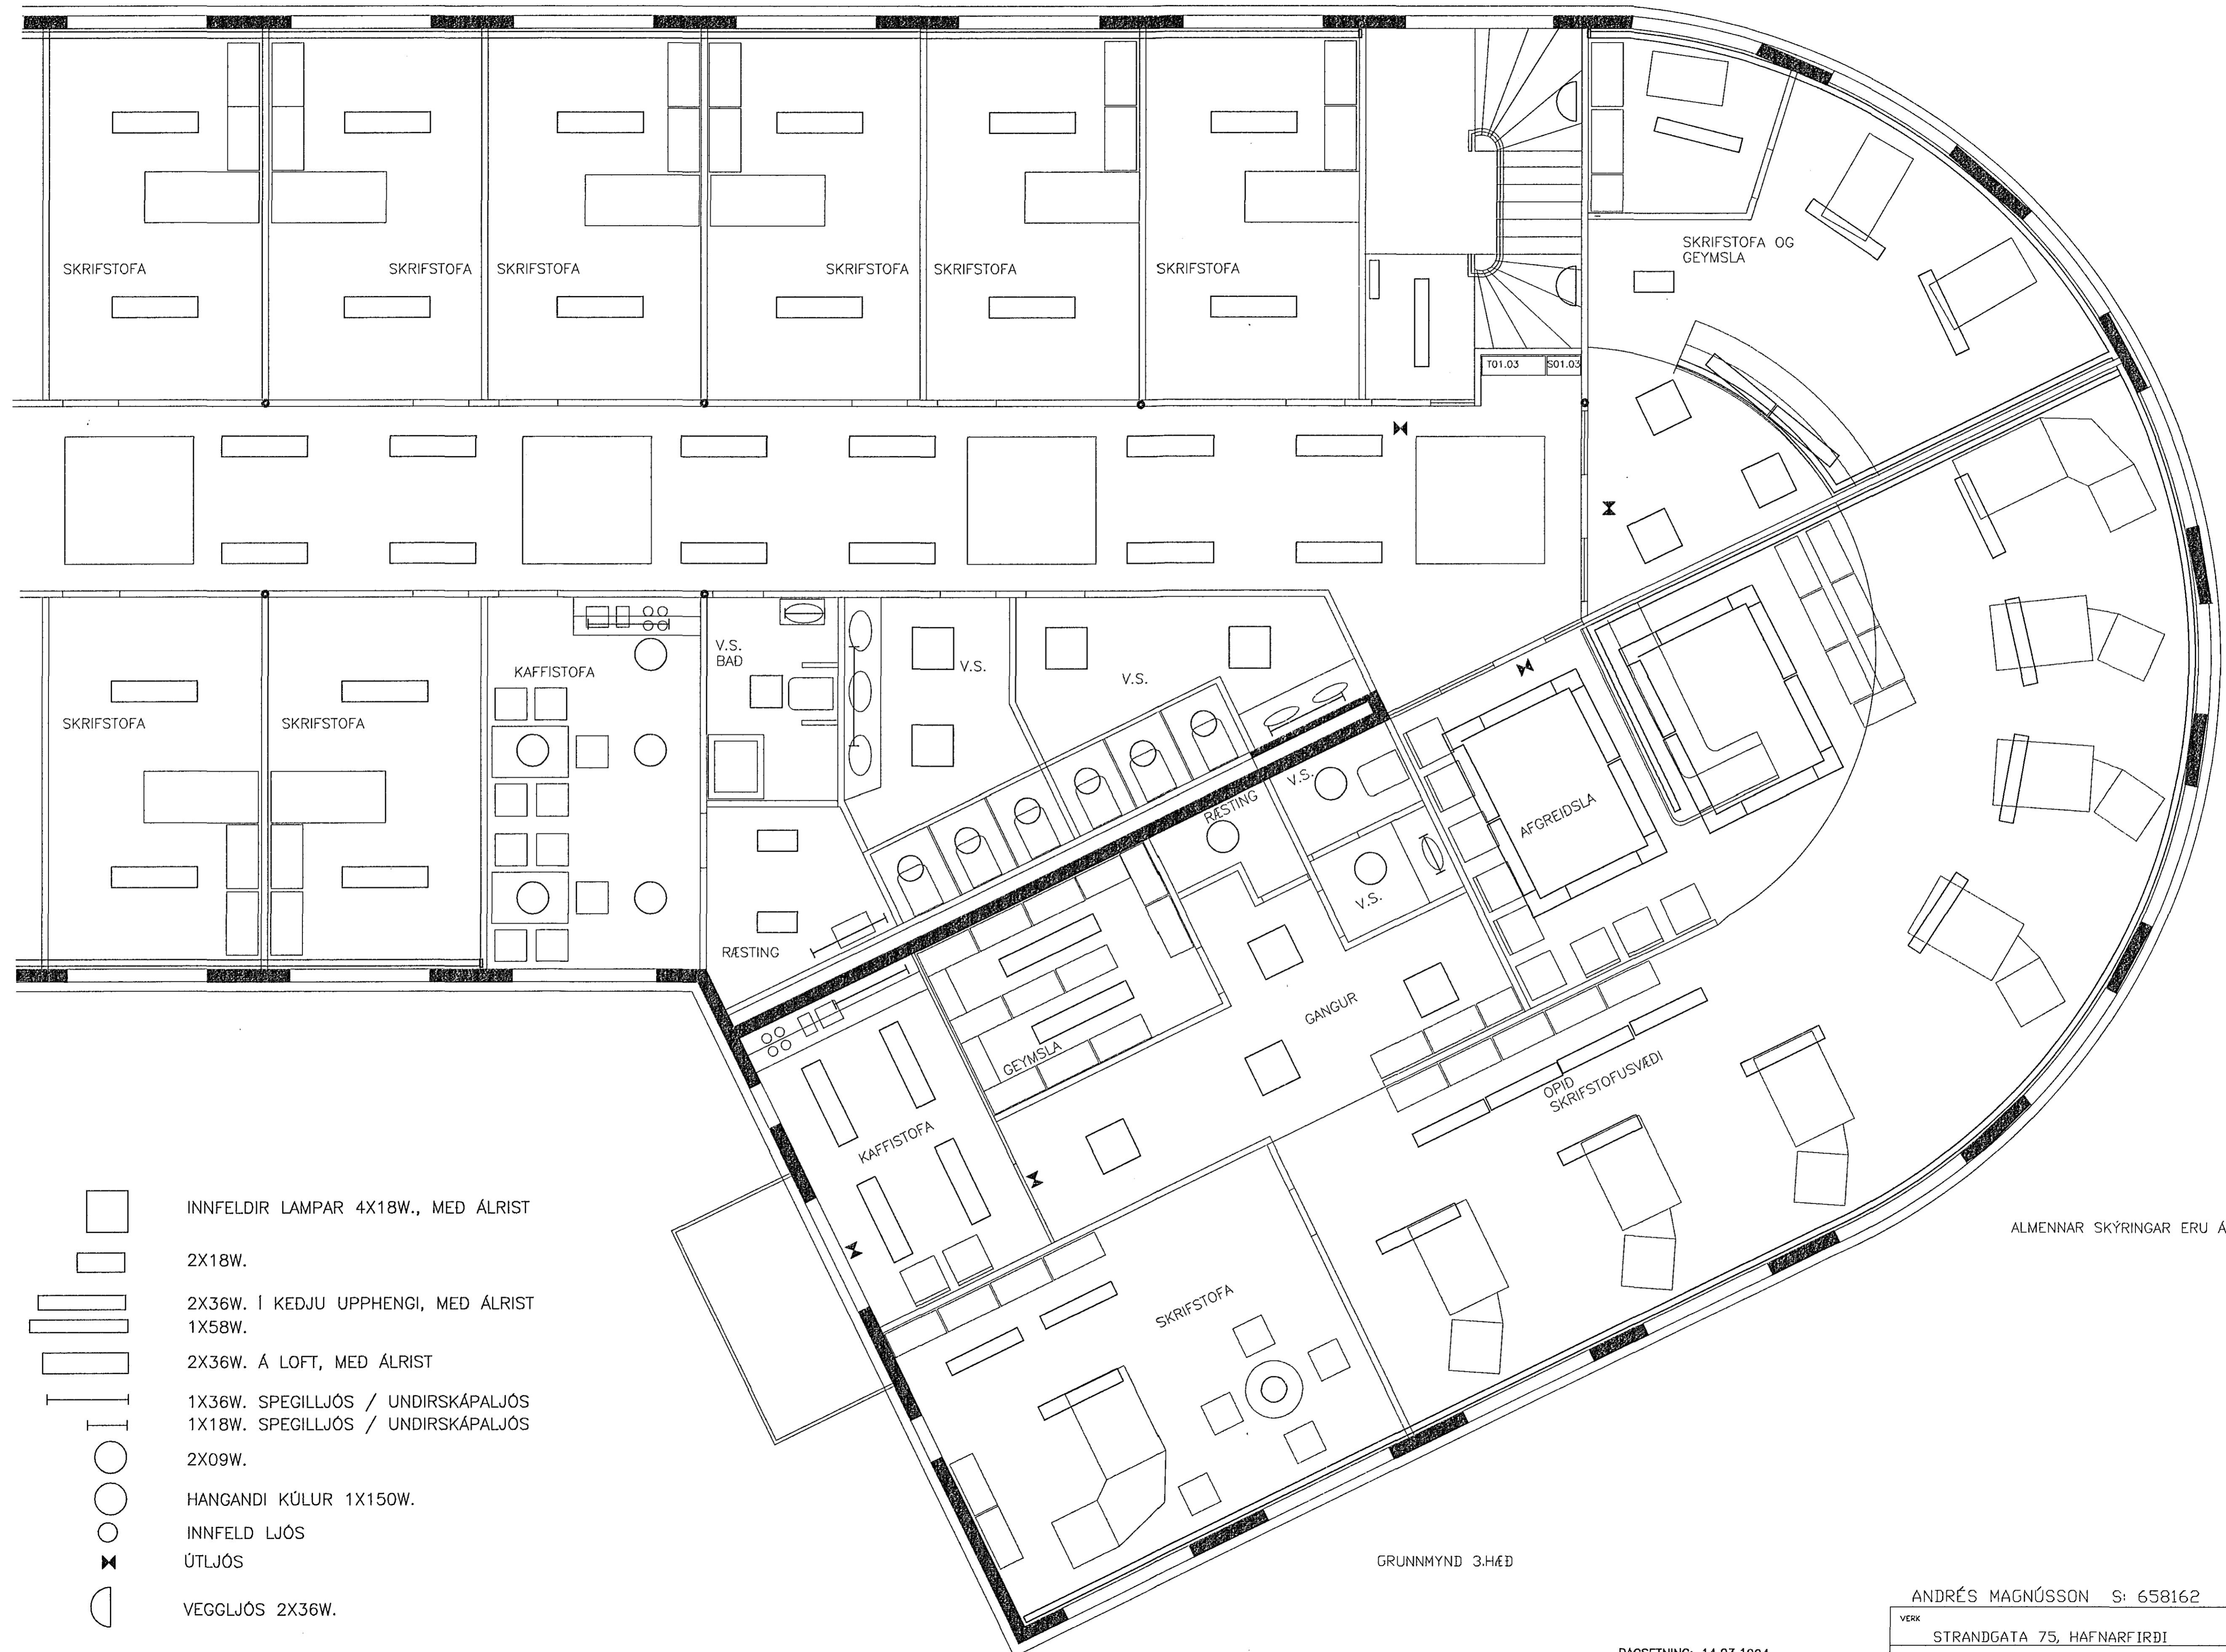 SKRIFSTOFA
SKRIFSTOFA
SKRIFSTOFA
SKRIFSTOFA
SKRIFSTOFA
SKRIFSTOFA
SKRIFSTOFA OG
GEYMSLA
T01.03
S01.03
SKRIFSTOFA
SKRIFSTOFA
KAFFISTOFA
V.S.
BAÐ
V.S.
V.S.
RÆSTING
V.S.
RÆSTING
V.S.
AFGREIÐSLA
GEYMSLA
GANGUR
KAFFISTOFA
OPIÐ
SKRIFSTOFUSVÆÐI
SKRIFSTOFA
INNFELDIR LAMPAR 4X18W., MEÐ ÁLRIST
2X18W.
2X36W. Í KEÐJU UPPHENGI, MEÐ ÁLRIST
1X58W.
2X36W. Á LOFT, MEÐ ÁLRIST
1X36W. SPEGILLJÓS / UNDIRSKÁPALJÓS
1X18W. SPEGILLJÓS / UNDIRSKÁPALJÓS
2X09W.
HANGANDI KÚLUR 1X150W.
INNFELD LJÓS
ÚTLJÓS
VEGGLJÓS 2X36W.
ALMENNAR SKÝRINGAR ERU Á
GRUNNMYND 3.HÆÐ
ANDRÉS MAGNÚSSON S: 658162
VERK
STRANDGATA 75, HAFNARFIRÐI